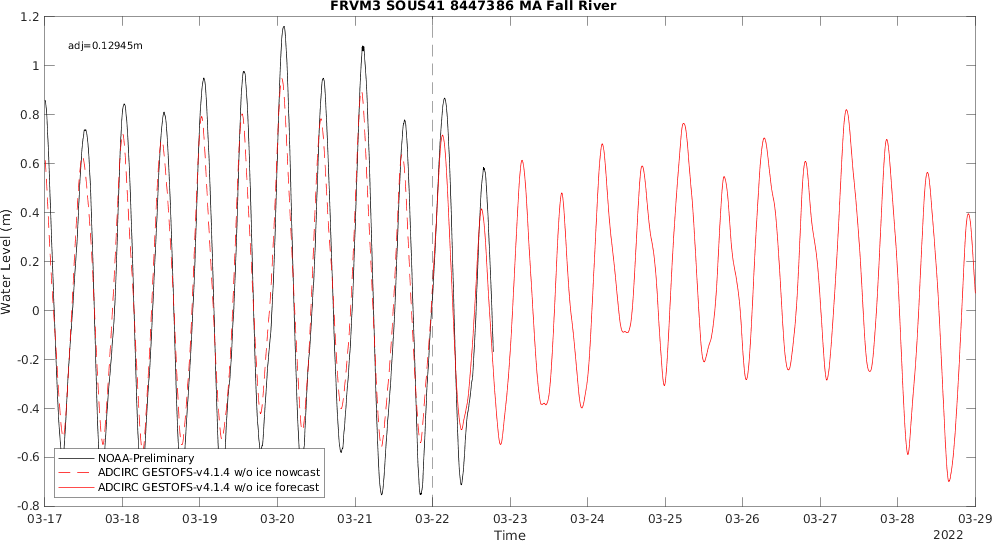 FRVM3 SOUS41 8447386 MA Fall River
adj=0.12945m
Water Level (m)
1.2
1
0.8
0.6
0.4
0.2
0
-0.2
-0.4
-0.6
-0.8
NOAA-Preliminary
ADCIRC GESTOFS-v4.1.4 w/o ice nowcast
ADCIRC GESTOFS-v4.1.4 w/o ice forecast
03-17 03-18 03-19 03-20 03-21 03-22 03-23 03-24 03-25 03-26 03-27 03-28 03-29
Time
2022